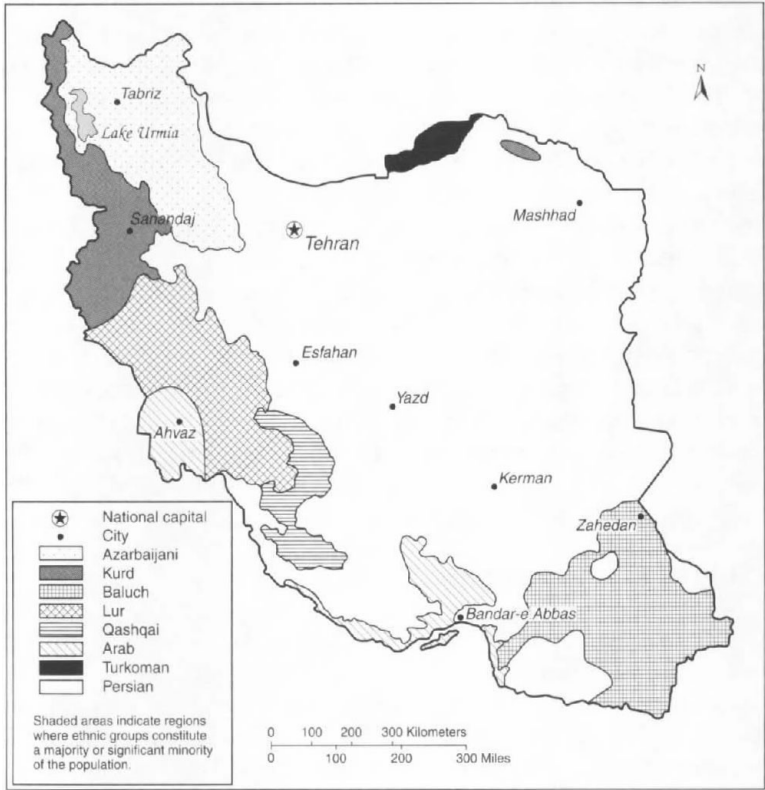 N
Tabriz
Lake Urmia
Mashhad
Sanandaj
Tehran
Esfahan
Yazd
Ahvaz
Kerman
Zahedan
Bandar-e Abbas
National capital
City
Azarbaijani
Kurd
Baluch
Lur
Qashqai
Arab
Turkoman
Persian
Shaded areas indicate regions
where ethnic groups constitute
a majority or significant minority
of the population.
0 100 200 300 Kilometers
0 100 200 300 Miles